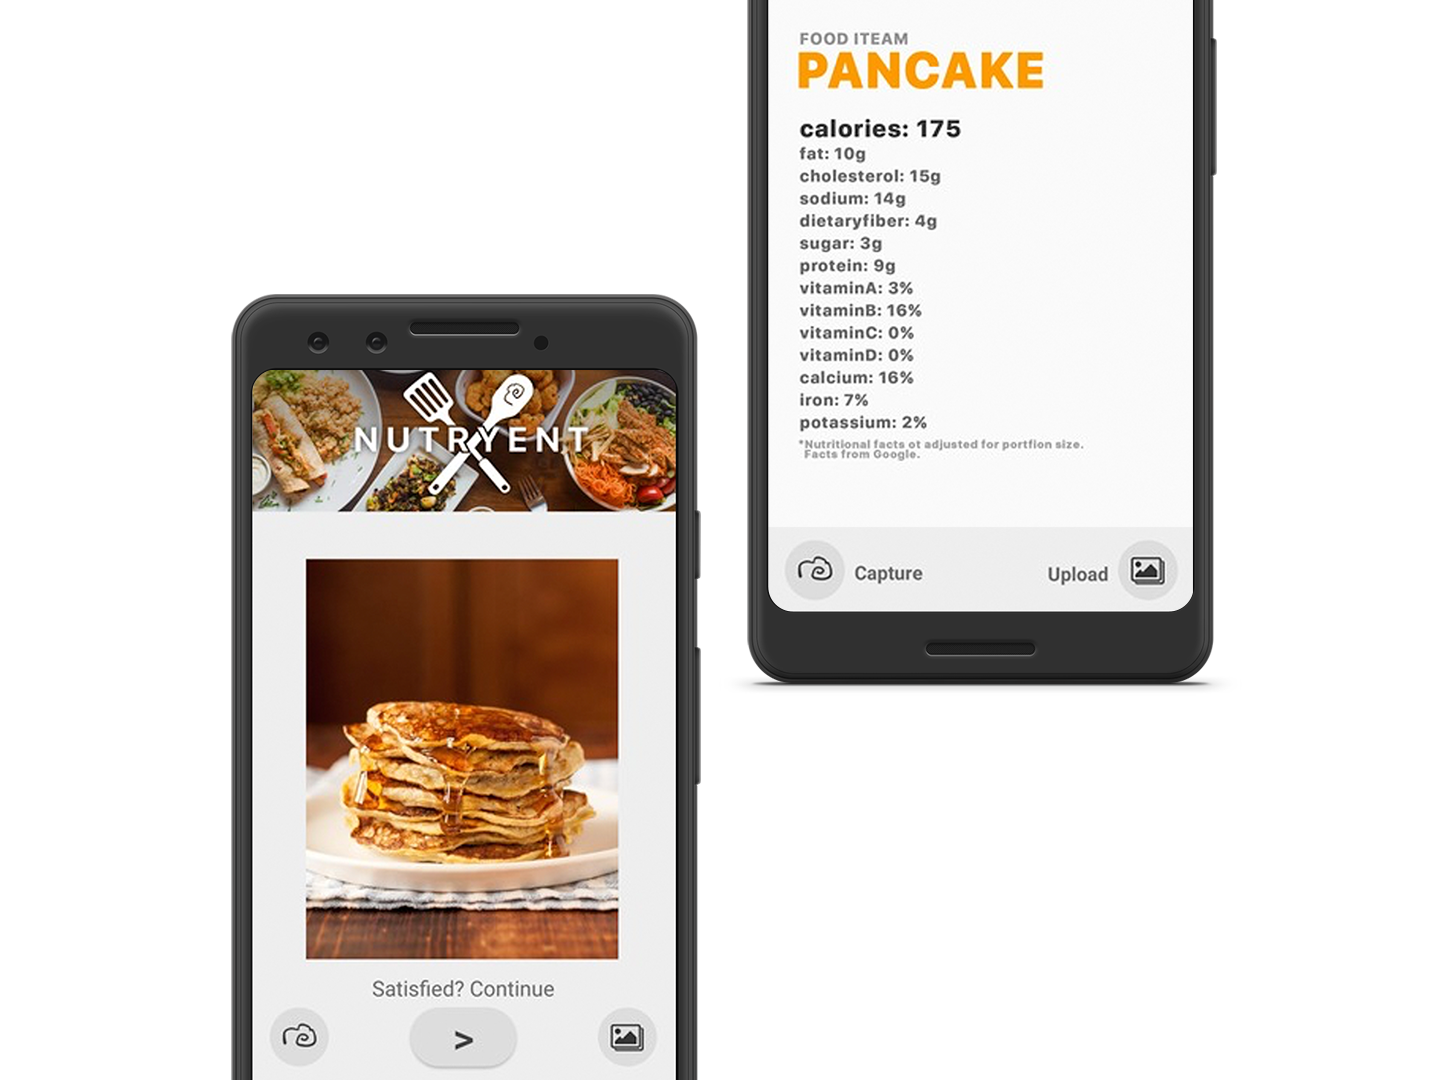 NUTRYENT
Satisfied? Continue
>
FOOD ITEAM
PANCAKE
calories: 175
fat: 10g
cholesterol: 15g
sodium: 14g
dietaryfiber: 4g
sugar: 3g
protein: 9g
vitaminA: 3%
vitaminB: 16%
vitaminC: 0%
vitaminD: 0%
calcium: 16%
iron: 7%
potassium: 2%
*Nutritional facts ot adjusted for portfion size.
Facts from Google.
Capture
Upload